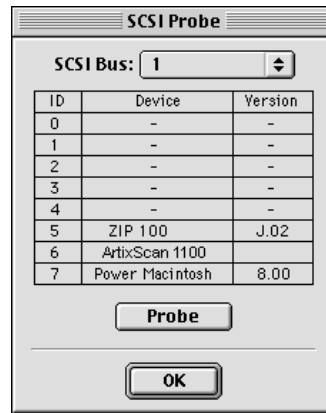 SCSI Probe
SCSI Bus: 1
ID Device Version
0 - -
1 - -
2 - -
3 - -
4 - -
5 ZIP 100 J.02
6 ArtixScan 1100
7 Power Macintosh 8.00
Probe
OK